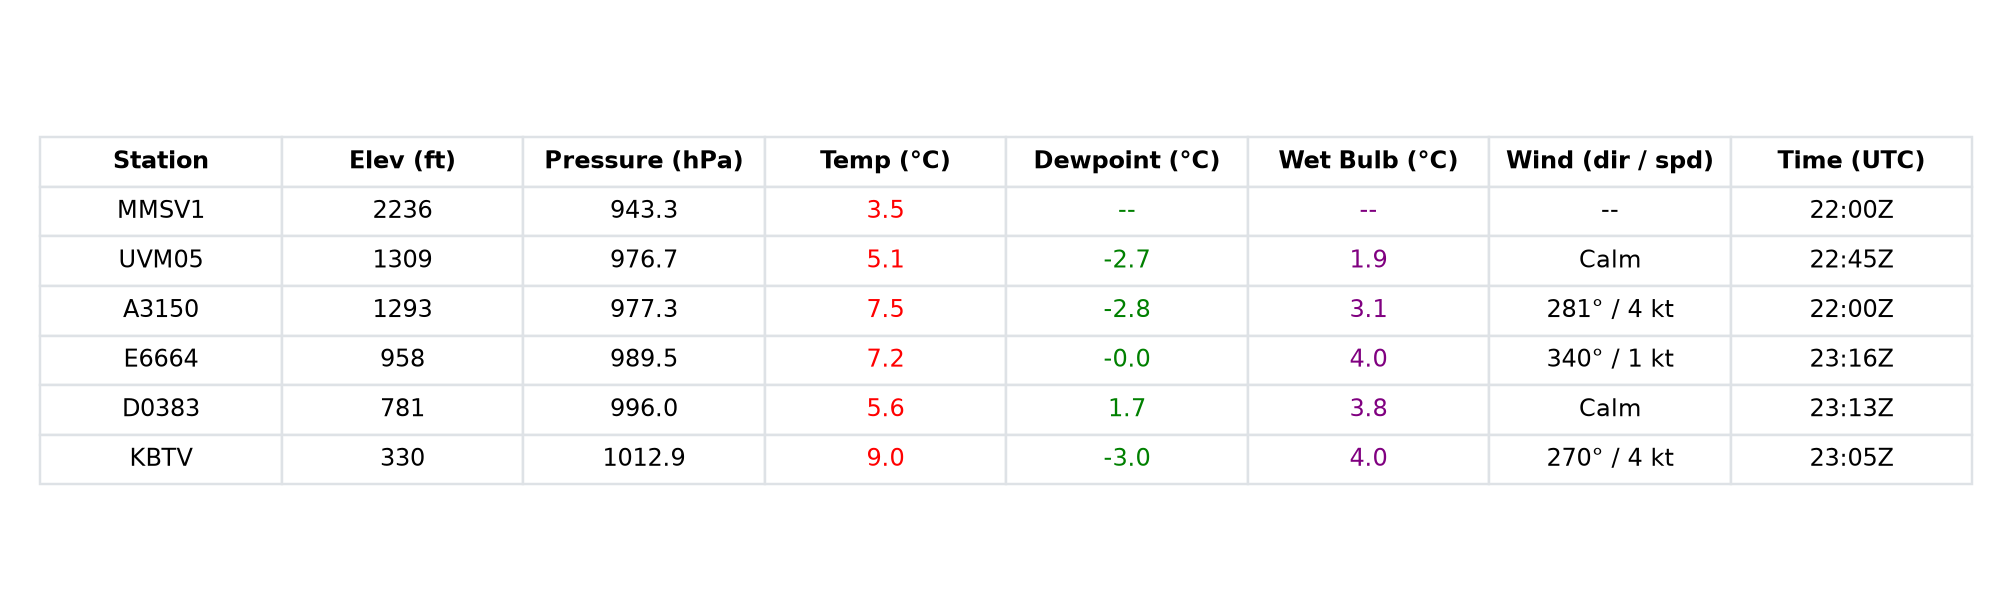 Station Elev (ft) Pressure (hPa) Temp (°C) Dewpoint (°C) Wet Bulb (°C) Wind (dir / spd) Time (UTC)
MMSV1 2236 943.3 3.5 -- -- -- 22:00Z
UVM05 1309 976.7 5.1 -2.7 1.9 Calm 22:45Z
A3150 1293 977.3 7.5 -2.8 3.1 281° / 4 kt 22:00Z
E6664 958 989.5 7.2 -0.0 4.0 340° / 1 kt 23:16Z
D0383 781 996.0 5.6 1.7 3.8 Calm 23:13Z
KBTV 330 1012.9 9.0 -3.0 4.0 270° / 4 kt 23:05Z